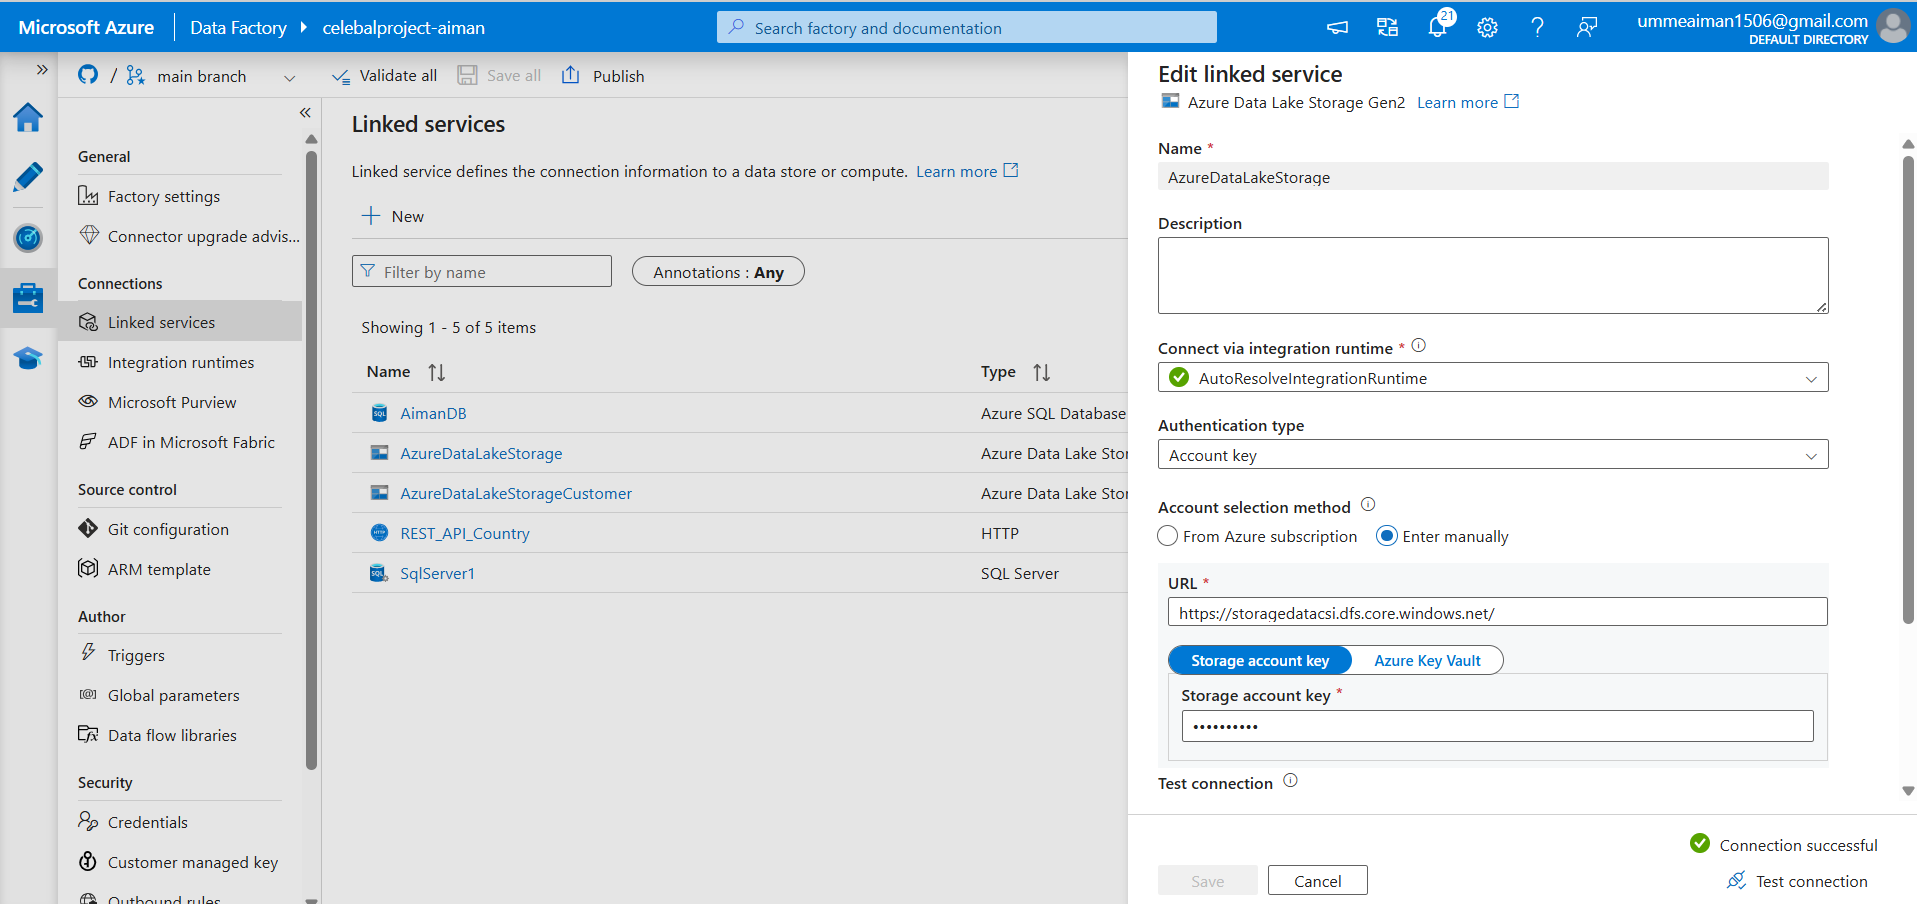 Microsoft Azure
Data Factory
celebalproject-aiman
Search factory and documentation
21
ummeaiman1506@gmail.com
DEFAULT DIRECTORY
/
main branch
Validate all
Save all
Publish
General
Factory settings
Connector upgrade advis...
Connections
Linked services
Integration runtimes
Microsoft Purview
ADF in Microsoft Fabric
Source control
Git configuration
ARM template
Author
Triggers
Global parameters
Data flow libraries
Security
Credentials
Customer managed key
Outbound rules
Linked services
Linked service defines the connection information to a data store or compute. Learn more
New
Filter by name
Annotations : Any
Showing 1 - 5 of 5 items
Name Type
AimanDB Azure SQL Database
AzureDataLakeStorage Azure Data Lake Stor
AzureDataLakeStorageCustomer Azure Data Lake Stor
REST_API_Country HTTP
SqlServer1 SQL Server
Edit linked service
Azure Data Lake Storage Gen2 Learn more
Name *
AzureDataLakeStorage
Description
Connect via integration runtime *
AutoResolveIntegrationRuntime
Authentication type
Account key
Account selection method
From Azure subscription
Enter manually
URL *
https://storagedatacsi.dfs.core.windows.net/
Storage account key
Azure Key Vault
Storage account key *
••••••••••
Test connection
Connection successful
Save
Cancel
Test connection